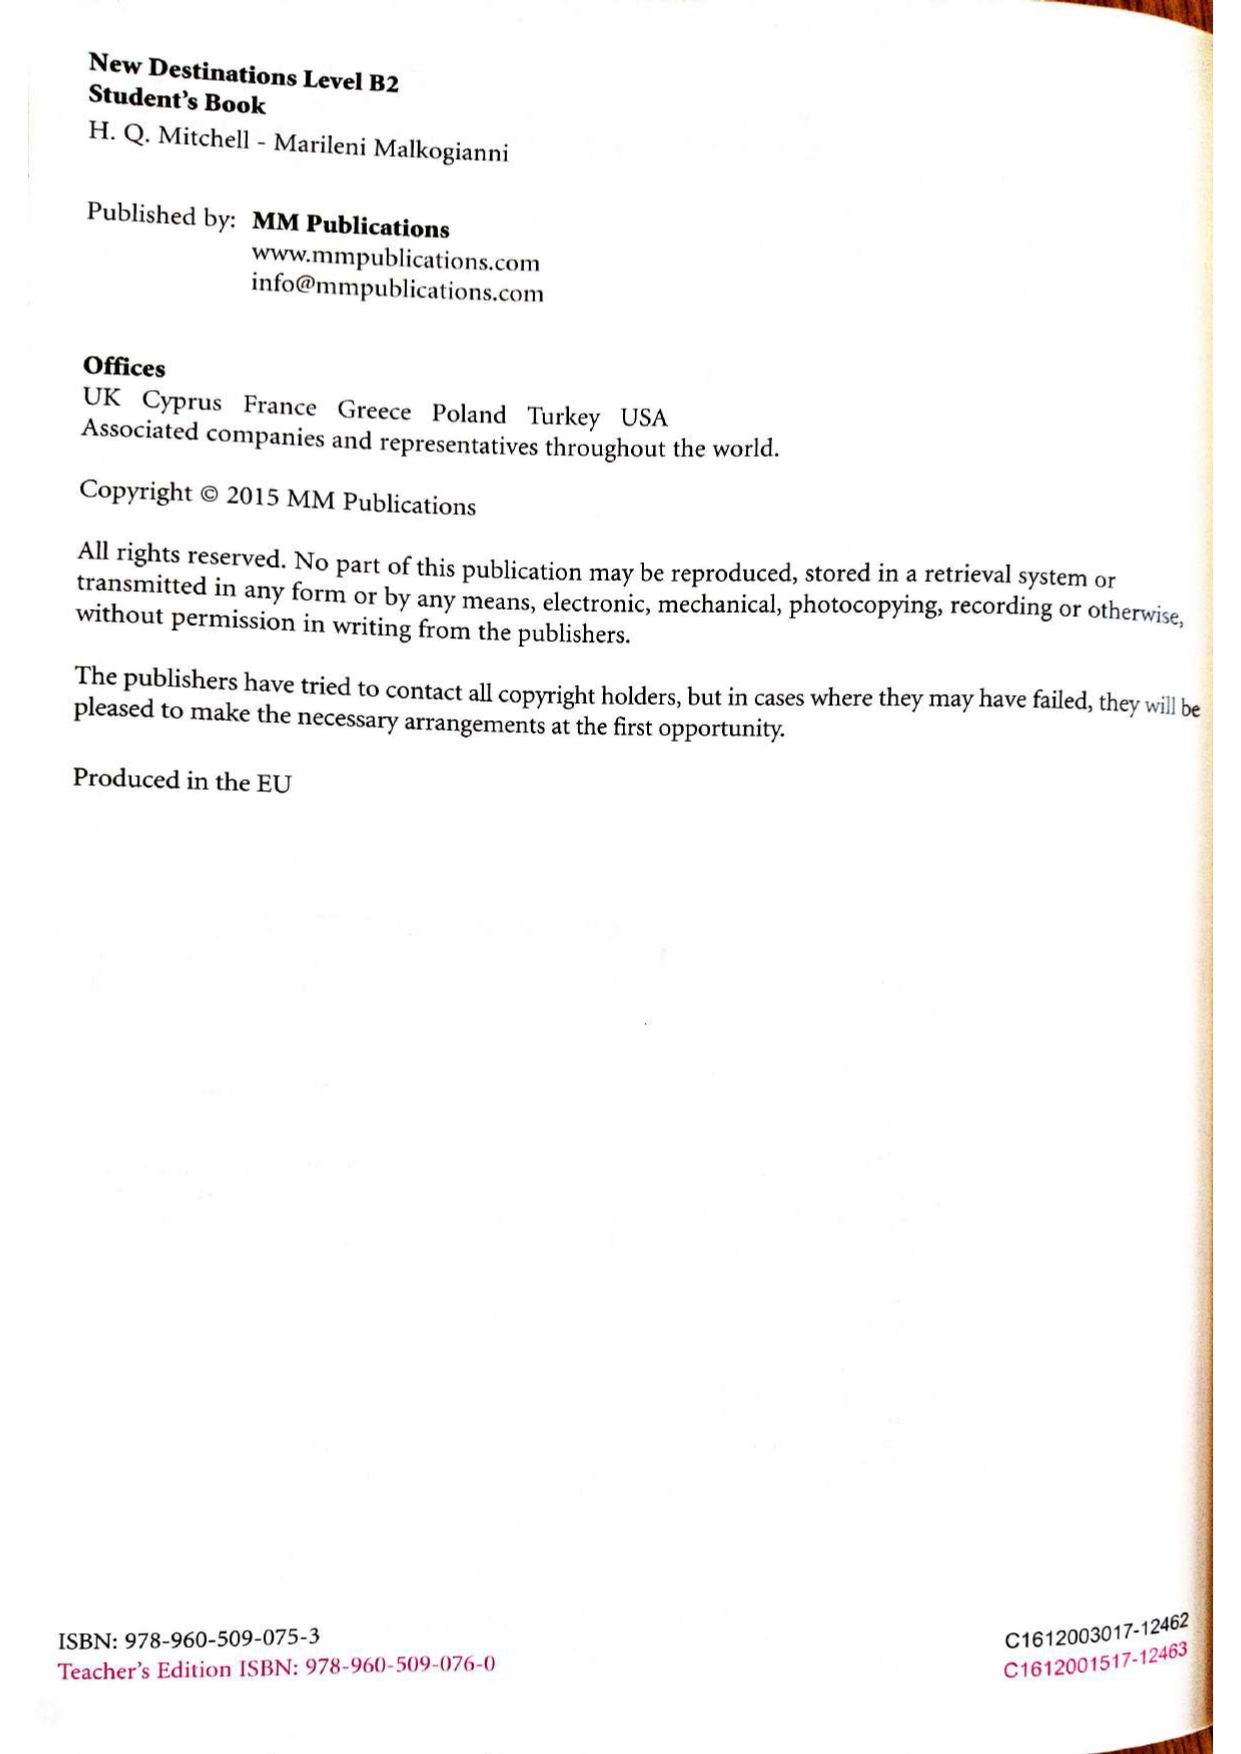 New Destinations Level B2
Student's Book
H. Q. Mitchell - Marileni Malkogianni
Published by: MM Publications
www.mmpublications.com
info@mmpublications.com
Offices
UK Cyprus France Greece Poland Turkey USA
Associated companies and representatives throughout the world.
Copyright © 2015 MM Publications
All rights reserved. No part of this publication may be reproduced, stored in a retrieval system or
transmitted in any form or by any means, electronic, mechanical, photocopying, recording or otherwise,
without permission in writing from the publishers.
The publishers have tried to contact all copyright holders, but in cases where they may have failed, they will be
pleased to make the necessary arrangements at the first opportunity.
Produced in the EU
ISBN: 978-960-509-075-3
Teacher's Edition ISBN: 978-960-509-076-0
C1612003017-12462
C1612001517-12463